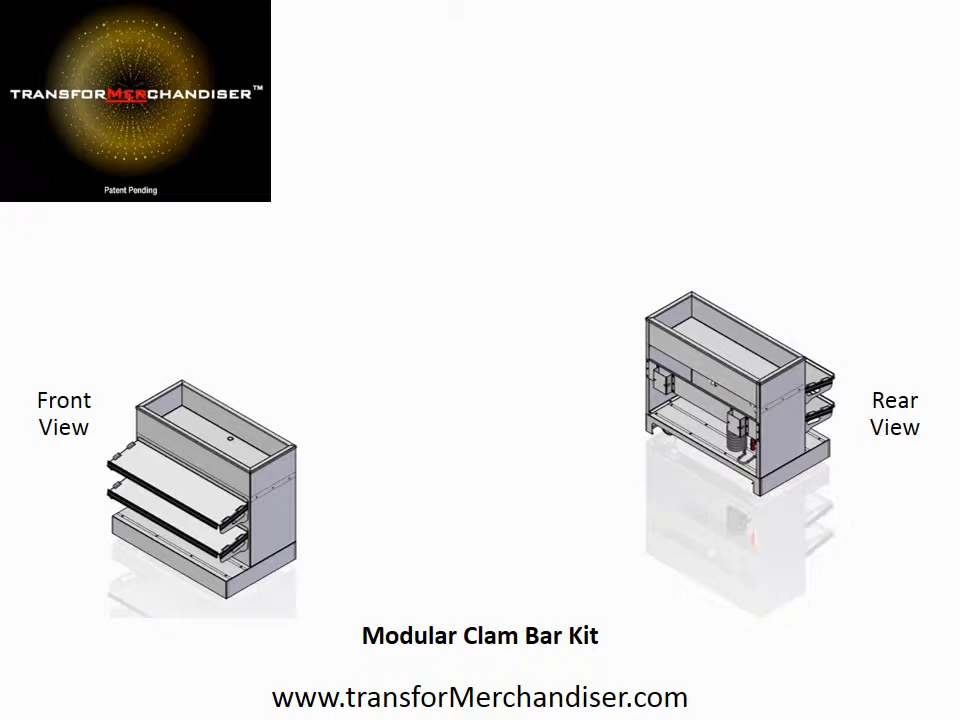 TRANSFORMERCHANDISER™
Patent Pending
Front
View
Rear
View
Modular Clam Bar Kit
www.transforMerchandiser.com